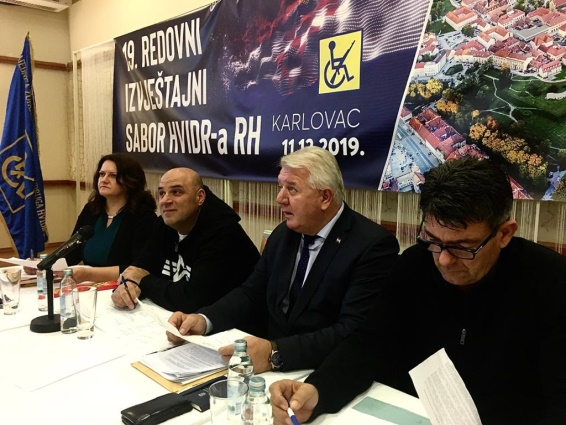 19. REDOVNI
IZVJEŠTAJNI
SABOR HVIDR-a RH
KARLOVAC
11.12.2019.